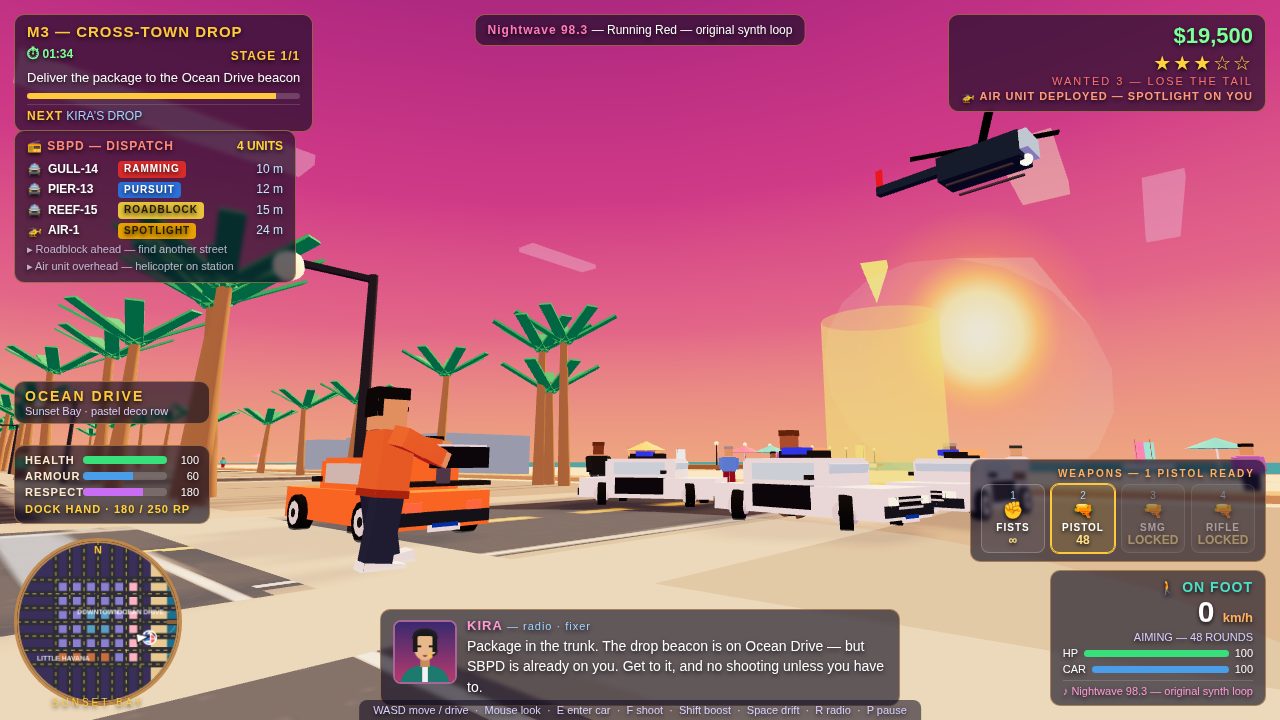 M3 — CROSS-TOWN DROP
01:34
STAGE 1/1
Deliver the package to the Ocean Drive beacon
NEXT KIRA'S DROP
SBPD — DISPATCH
4 UNITS
GULL-14 RAMMING 10 m
PIER-13 PURSUIT 12 m
REEF-15 ROADBLOCK 15 m
AIR-1 SPOTLIGHT 24 m
▸ Roadblock ahead — find another street
▸ Air unit overhead — helicopter on station
Nightwave 98.3 — Running Red — original synth loop
$19,500
★★★☆☆
WANTED 3 — LOSE THE TAIL
AIR UNIT DEPLOYED — SPOTLIGHT ON YOU
OCEAN DRIVE
Sunset Bay · pastel deco row
HEALTH 100
ARMOUR 60
RESPECT 180
DOCK HAND · 180 / 250 RP
N
DOWNTOWN OCEAN DRIVE
LITTLE HAVANA
SUNSET BAY
KIRA — radio · fixer
Package in the trunk. The drop beacon is on Ocean Drive — but
SBPD is already on you. Get to it, and no shooting unless you have
to.
WASD move / drive · Mouse look · E enter car · F shoot · Shift boost · Space drift · R radio · P pause
WEAPONS — 1 PISTOL READY
1 2 3 4
FISTS PISTOL SMG RIFLE
∞ 48 LOCKED LOCKED
ON FOOT
0 km/h
AIMING — 48 ROUNDS
HP 100
CAR 100
♪ Nightwave 98.3 — original synth loop